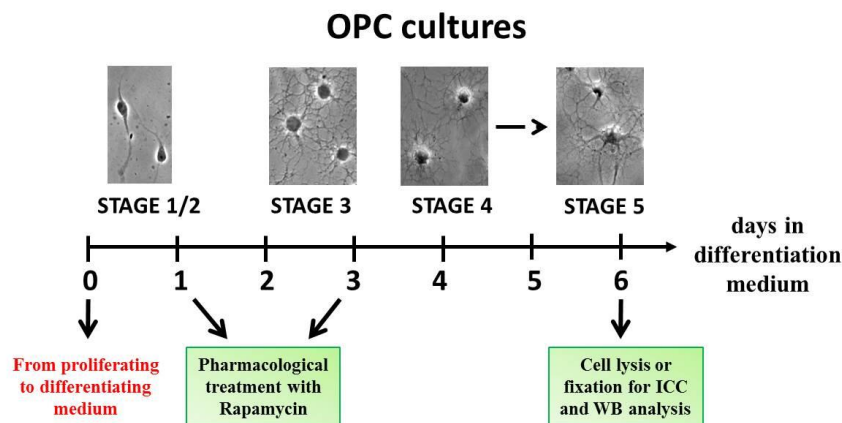 OPC cultures
STAGE 1/2
STAGE 3
STAGE 4
STAGE 5
0
1
2
3
4
5
6
days in
differentiation
medium
From proliferating
to differentiating
medium
Pharmacological
treatment with
Rapamycin
Cell lysis or
fixation for ICC
and WB analysis